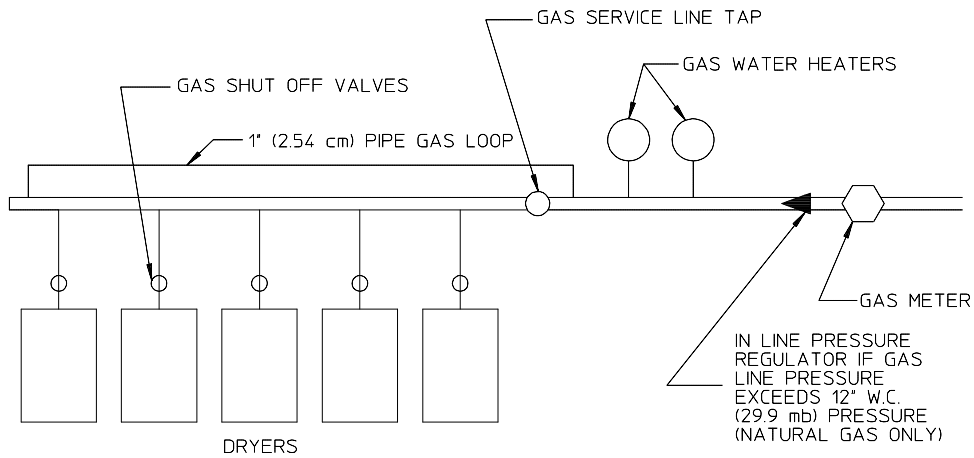 GAS SERVICE LINE TAP
GAS WATER HEATERS
GAS SHUT OFF VALVES
1" (2.54 cm) PIPE GAS LOOP
GAS METER
IN LINE PRESSURE
REGULATOR IF GAS
LINE PRESSURE
EXCEEDS 12" W.C.
(29.9 mb) PRESSURE
(NATURAL GAS ONLY)
DRYERS